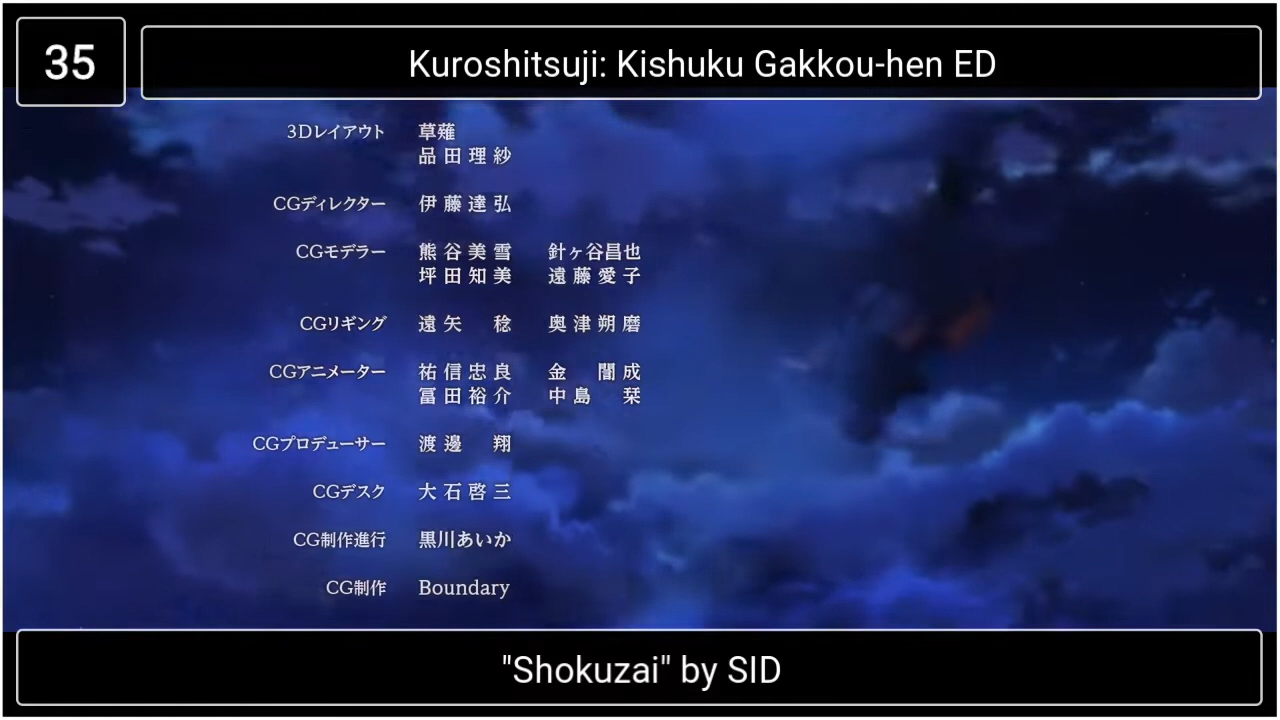 35
Kuroshitsuji: Kishuku Gakkou-hen ED
3Dレイアウト 草薙
品田理紗
CGディレクター 伊藤達弘
CGモデラー 熊谷美雪 針ヶ谷昌也
坪田知美 遠藤愛子
CGリギング 遠矢 稔 奥津朔磨
CGアニメーター 祐信忠良 金 闇成
冨田裕介 中島 栞
CGプロデューサー 渡邊 翔
CGデスク 大石啓三
CG制作進行 黒川あいか
CG制作 Boundary
"Shokuzai" by SID